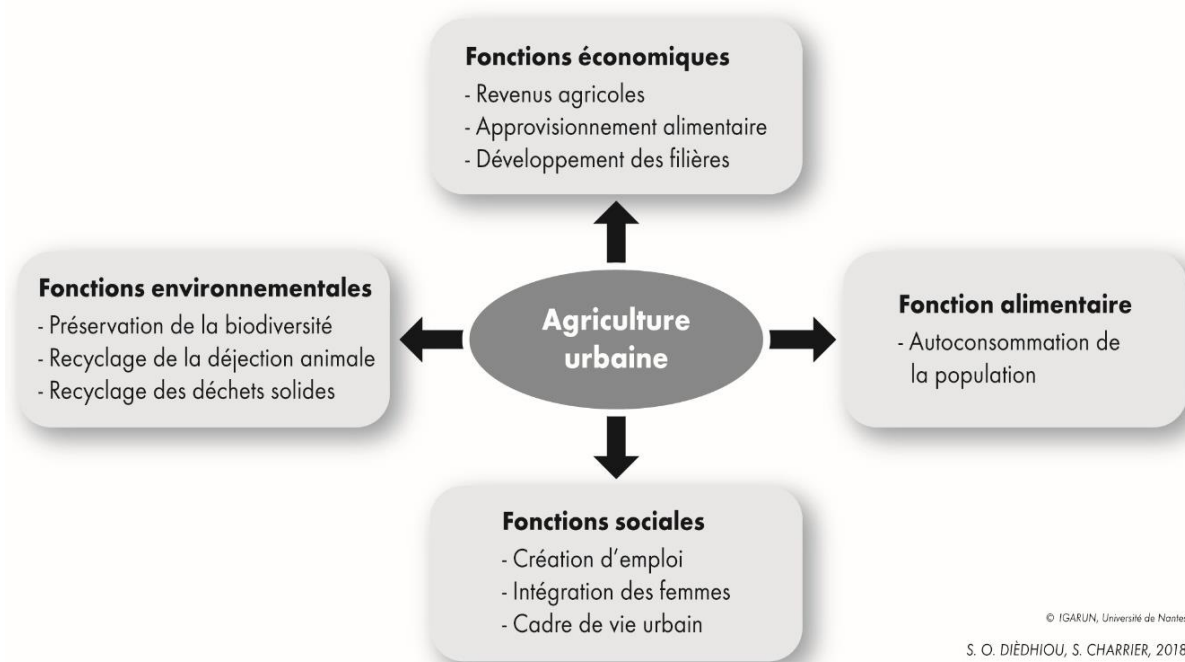 Fonctions économiques
- Revenus agricoles
- Approvisionnement alimentaire
- Développement des filières
Fonctions environnementales
- Préservation de la biodiversité
- Recyclage de la déjection animale
- Recyclage des déchets solides
Agriculture
urbaine
Fonction alimentaire
- Autoconsommation de
la population
Fonctions sociales
- Création d'emploi
- Intégration des femmes
- Cadre de vie urbain
© IGARUN, Université de Nantes
S. O. DIÈDHIOU, S. CHARRIER, 2018